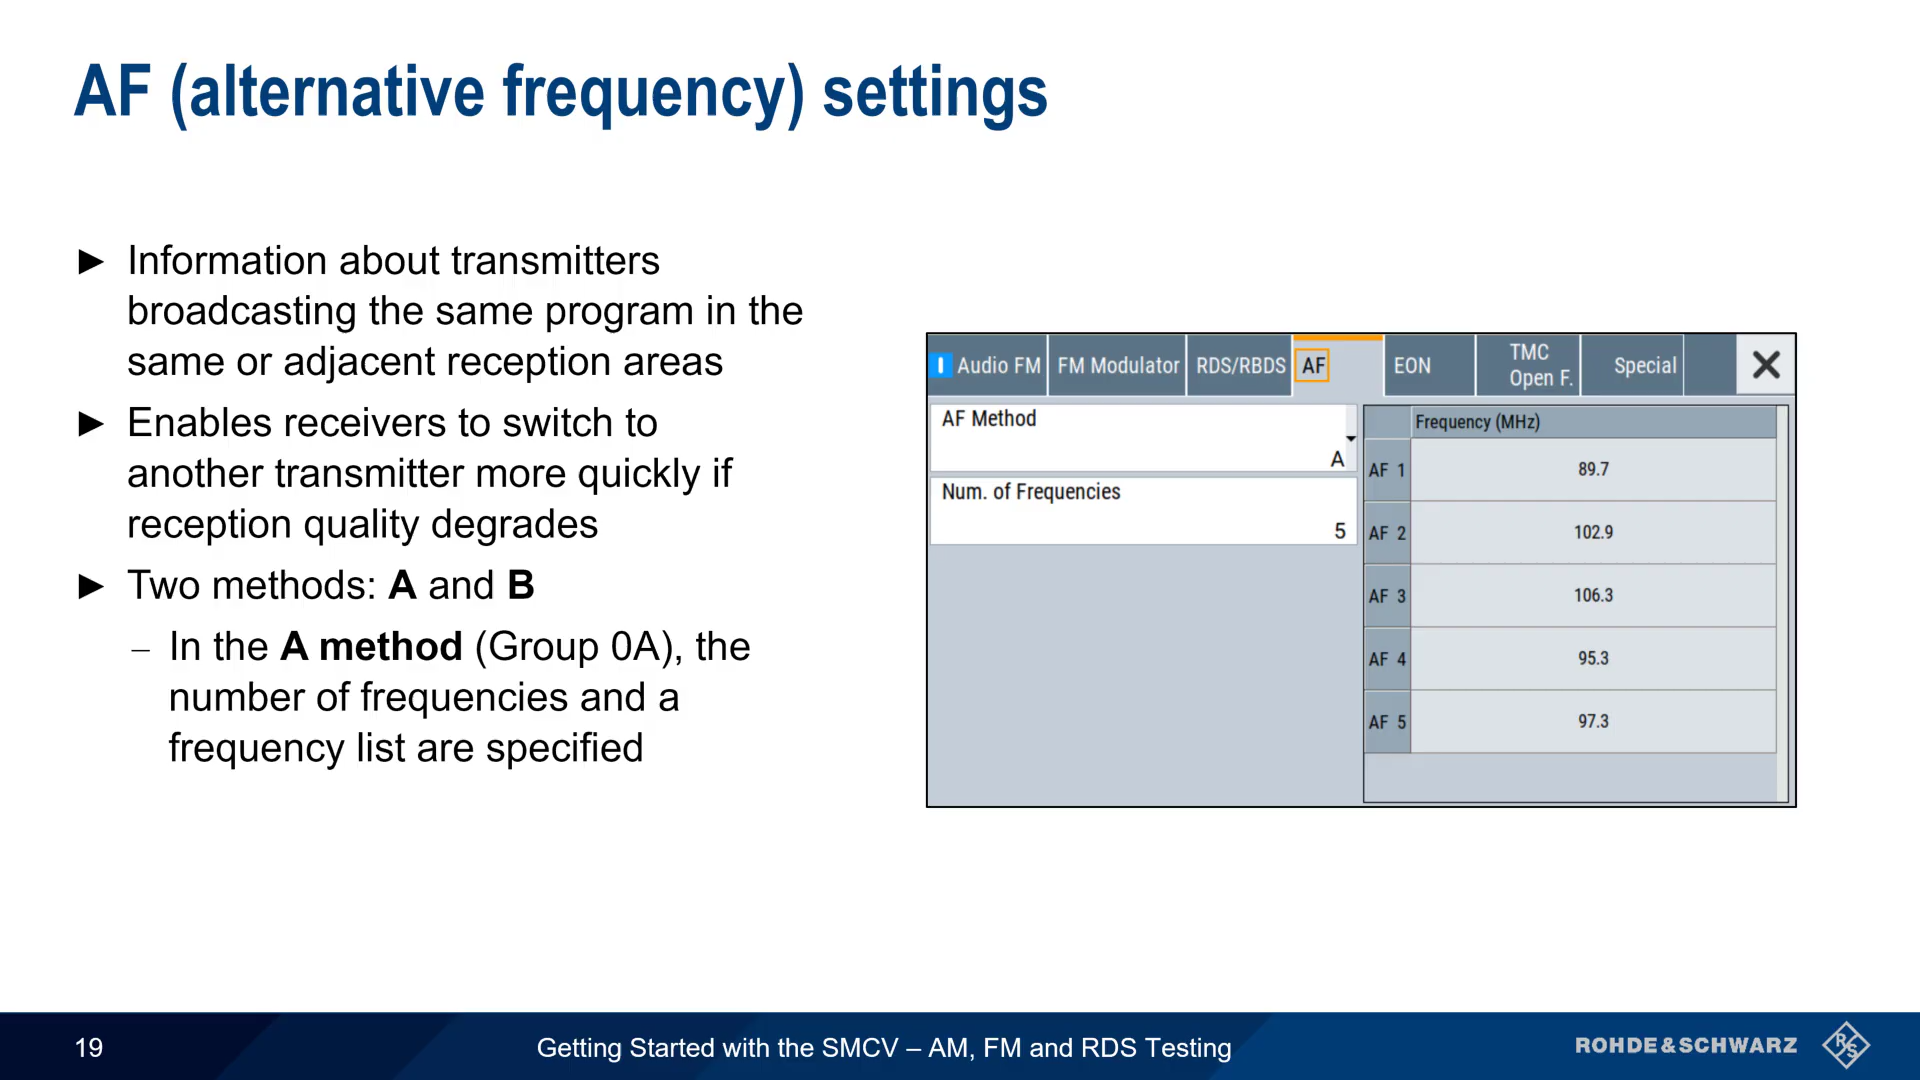 AF (alternative frequency) settings
► Information about transmitters
broadcasting the same program in the
same or adjacent reception areas
► Enables receivers to switch to
another transmitter more quickly if
reception quality degrades
► Two methods: A and B
– In the A method (Group 0A), the
number of frequencies and a
frequency list are specified
Audio FM
FM Modulator
RDS/RBDS
AF
EON
TMC
Open F.
Special
AF Method
A
Num. of Frequencies
5
Frequency (MHz)
AF 1 89.7
AF 2 102.9
AF 3 106.3
AF 4 95.3
AF 5 97.3
19
Getting Started with the SMCV – AM, FM and RDS Testing
ROHDE&SCHWARZ
R&S